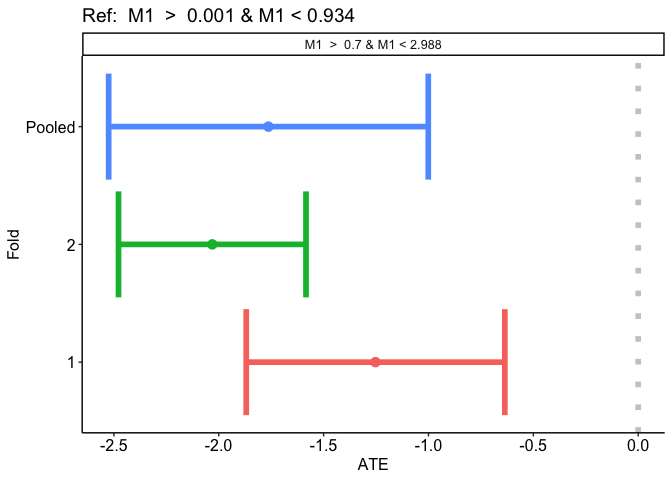 Ref:  M1  >  0.001 & M1 < 0.934
M1  >  0.7 & M1 < 2.988
Fold
Pooled
2
1
-2.5 -2.0 -1.5 -1.0 -0.5 0.0
ATE